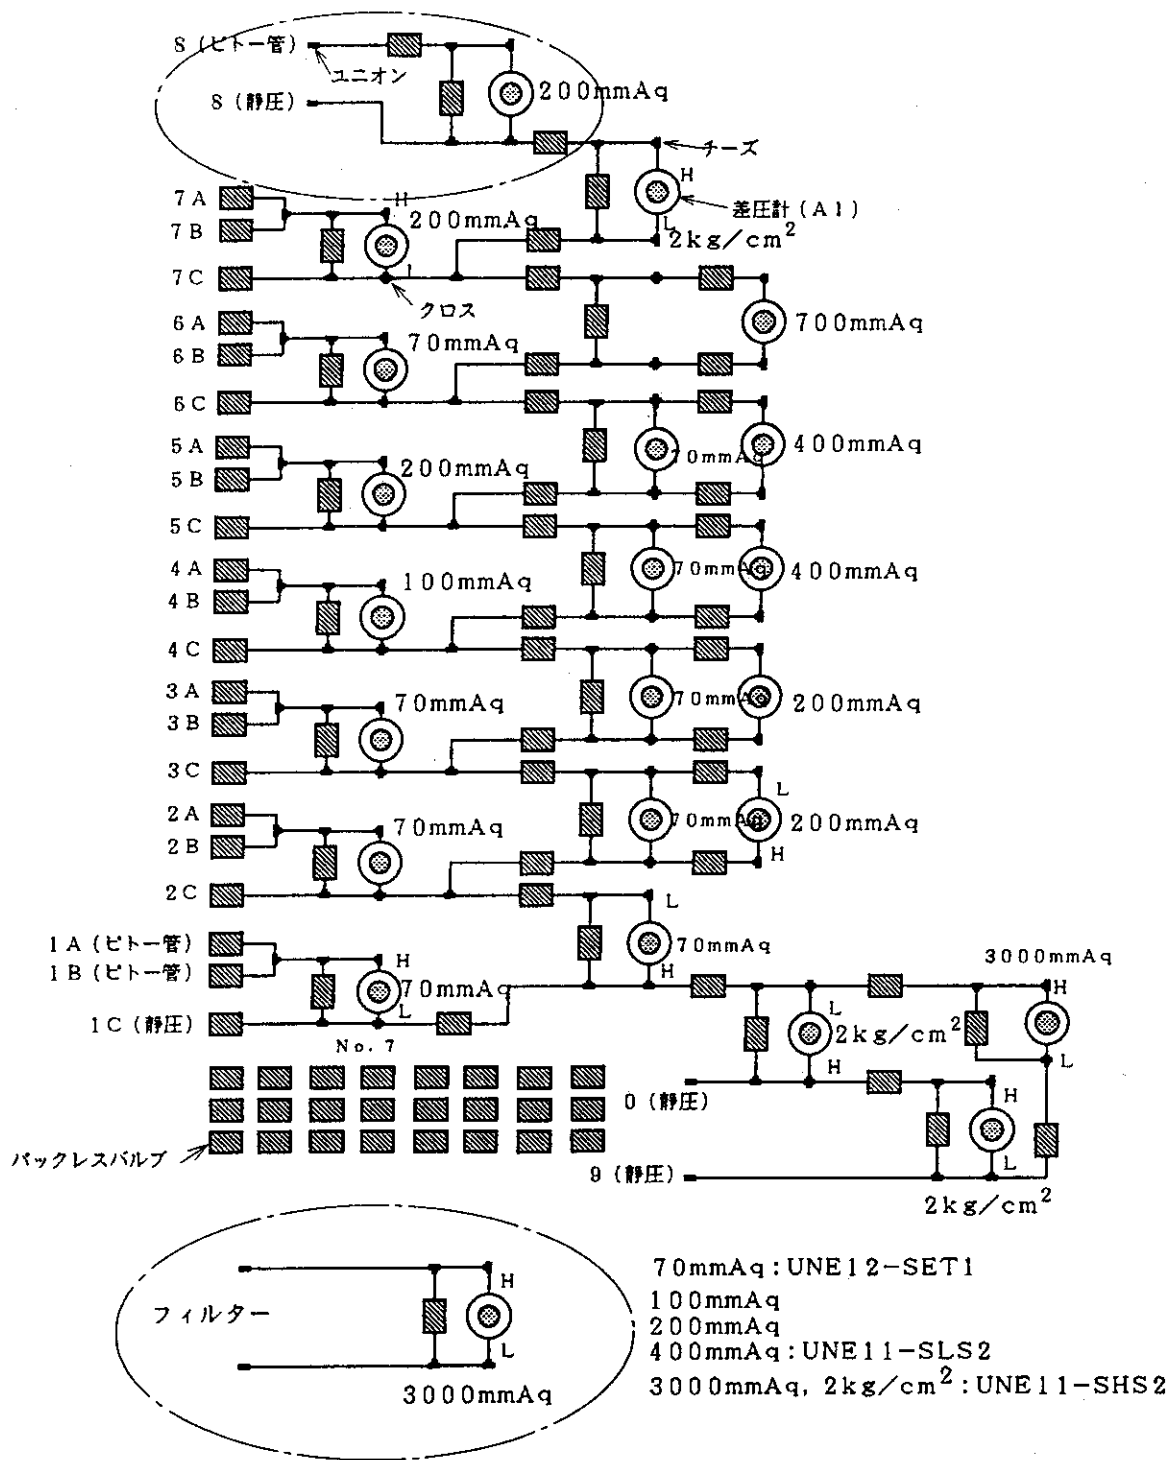 8 (ピトー管)
ユニオン
8 (静圧)
200mmAq
チーズ
H
差圧計(A1)
L
2kg/cm²
7A
H
200mmAq
7B
L
7C
クロス
700mmAq
6A
70mmAq
6B
6C
5A
400mmAq
70mmAq
5B
200mmAq
5C
4A
70mmAq
400mmAq
4B
100mmAq
4C
3A
70mmAq
70mmAq
200mmAq
3B
3C
L
2A
70mmAq
70mmAq
200mmAq
2B
H
2C
L
1A (ピトー管)
70mmAq
H
H
3000mmAq
1B (ピトー管)
70mmAq
H
L
L
2kg/cm²
1C (静圧)
No. 7
H
L
0 (静圧)
H
バックレスバルブ
L
9 (静圧)
2kg/cm²
70mmAq:UNE12-SET1
H
100mmAq
フィルター
200mmAq
L
400mmAq:UNE11-SLS2
3000mmAq
3000mmAq, 2kg/cm²:UNE11-SHS2